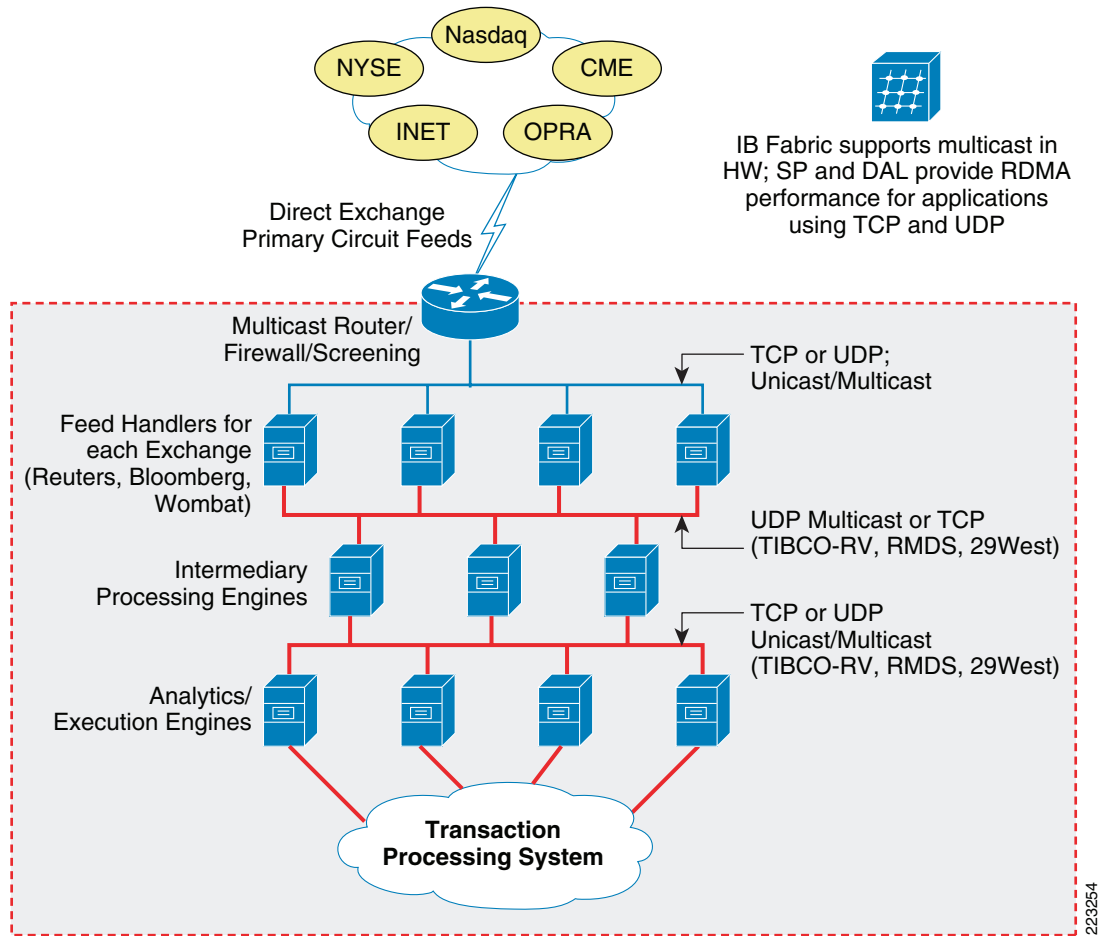 Nasdaq
NYSE
CME
INET
OPRA
IB Fabric supports multicast in
HW; SP and DAL provide RDMA
performance for applications
using TCP and UDP
Direct Exchange
Primary Circuit Feeds
Multicast Router/
Firewall/Screening
TCP or UDP;
Unicast/Multicast
Feed Handlers for
each Exchange
(Reuters, Bloomberg,
Wombat)
UDP Multicast or TCP
(TIBCO-RV, RMDS, 29West)
Intermediary
Processing Engines
TCP or UDP
Unicast/Multicast
(TIBCO-RV, RMDS, 29West)
Analytics/
Execution Engines
Transaction
Processing System
223254